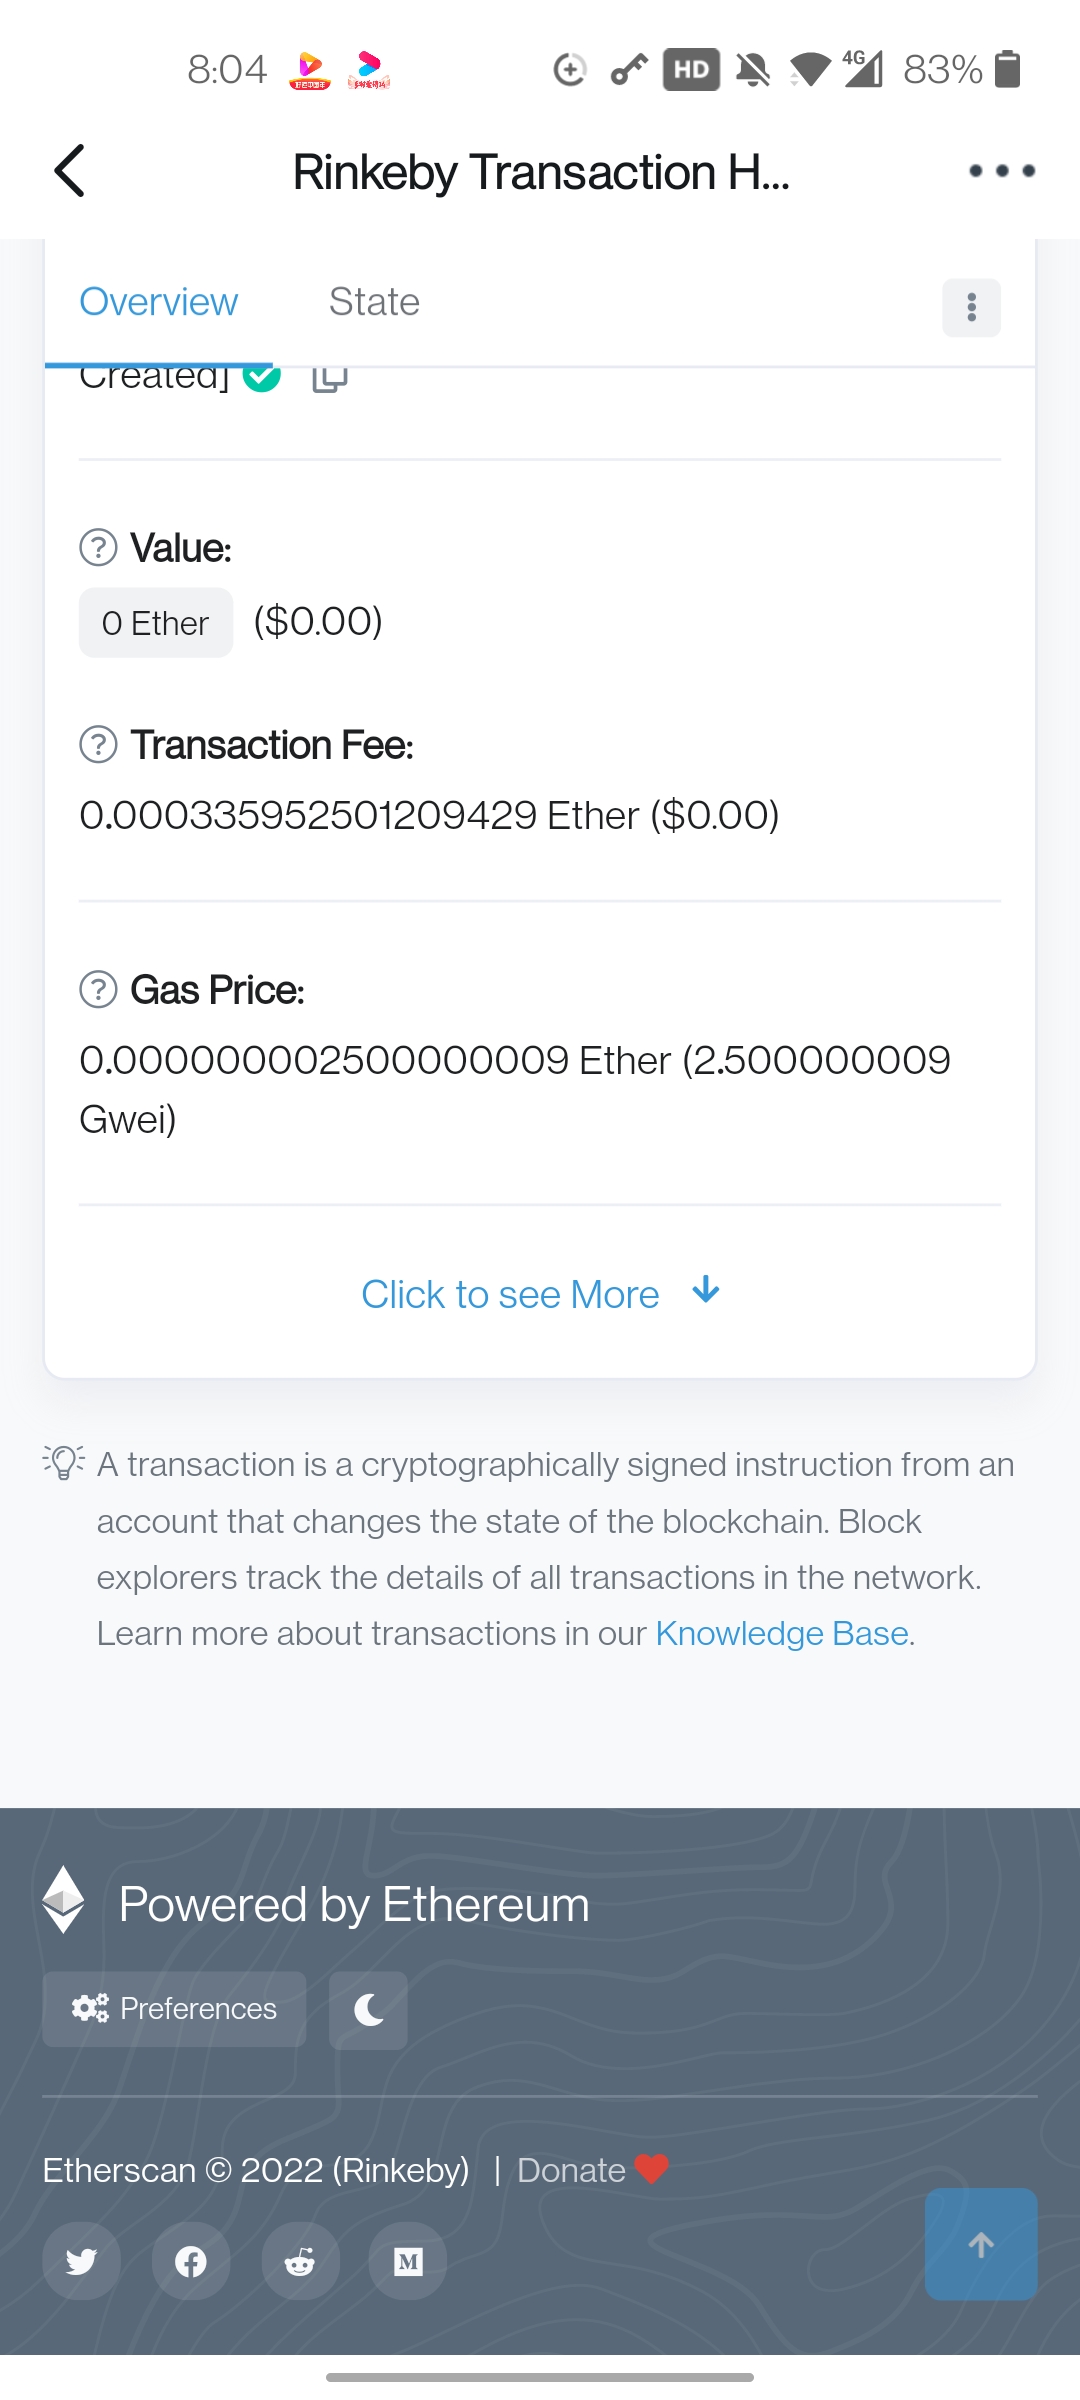 8:04 HD 4G 83%
Rinkeby Transaction H...
Overview State
Created]
Value:
0 Ether ($0.00)
Transaction Fee:
0.000335952501209429 Ether ($0.00)
Gas Price:
0.000000002500000009 Ether (2.500000009
Gwei)
Click to see More
A transaction is a cryptographically signed instruction from an
account that changes the state of the blockchain. Block
explorers track the details of all transactions in the network.
Learn more about transactions in our Knowledge Base.
Powered by Ethereum
Preferences
Etherscan © 2022 (Rinkeby) | Donate
M